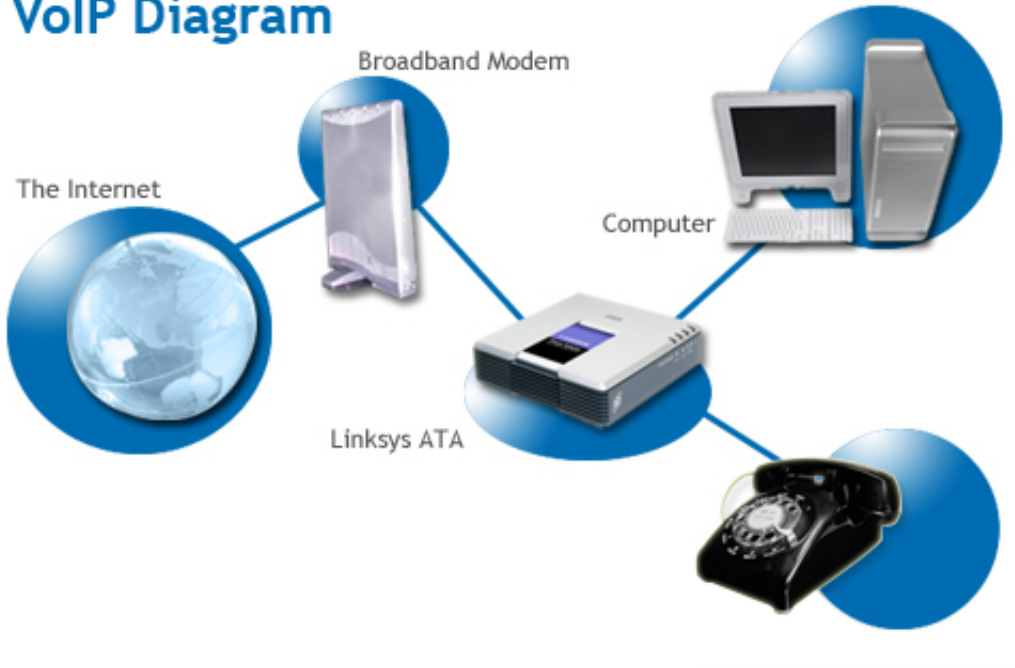 VoIP Diagram
Broadband Modem
The Internet
Computer
Linksys ATA